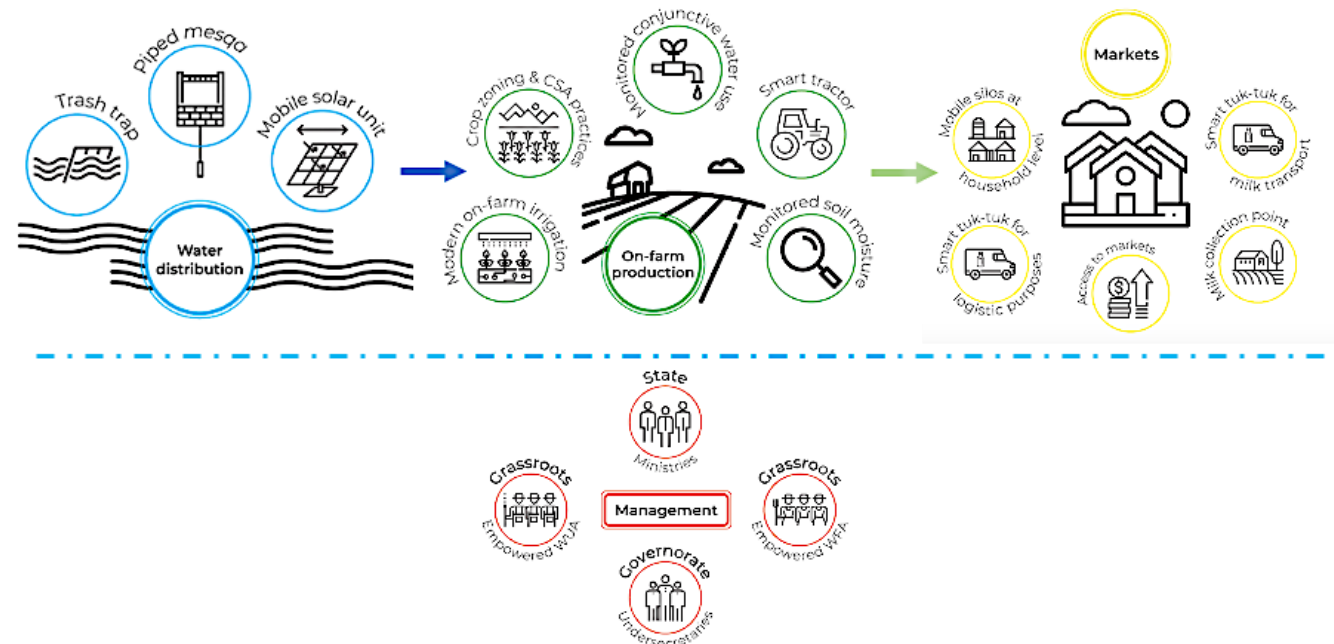 Trash trap
Piped mesqa
Mobile solar unit
Water
distribution
Crop zoning & CSA practices
Monitored conjunctive water use
Smart tractor
Modern on-farm irrigation
On-farm
production
Monitored soil moisture
Markets
Mobile silos at
household level
Smart tuk-tuk for
milk transport
Smart tuk-tuk for
logistic purposes
Access to markets
$
Milk collection point
State
Ministries
Grassroots
Empowered WUA
Management
Grassroots
Empowered WFA
Governorate
Undersecretaries